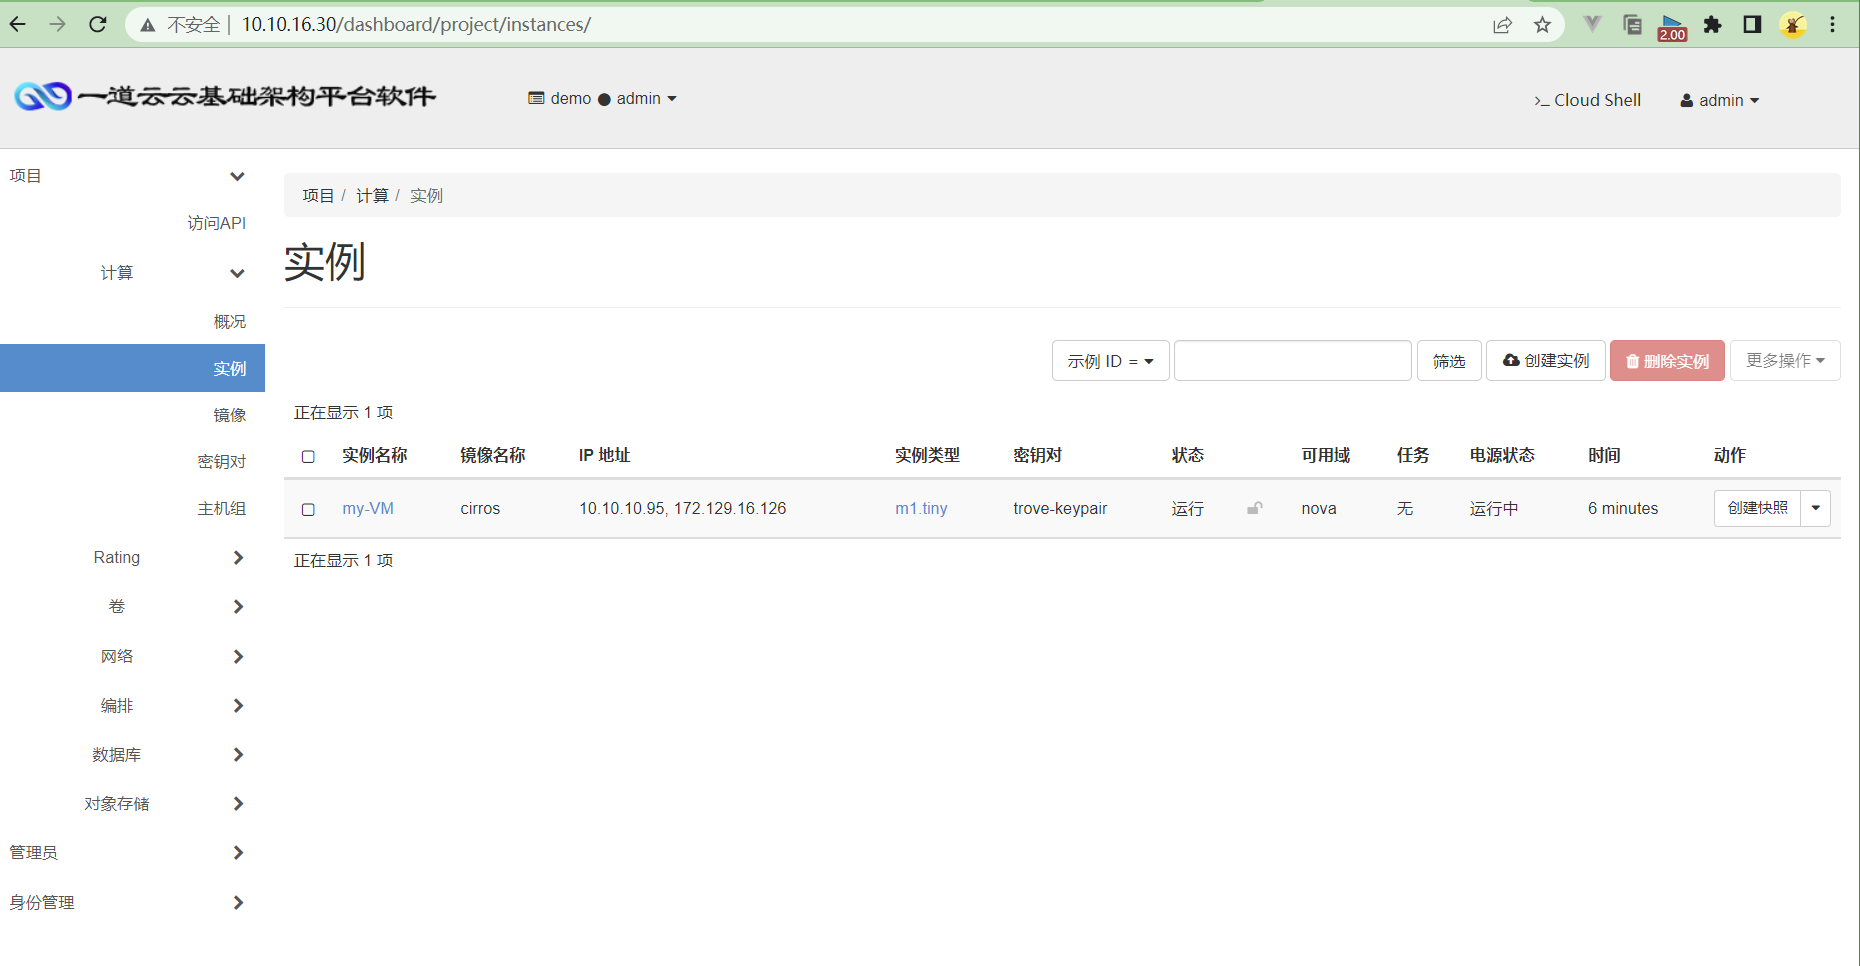 不安全 | 10.10.16.30/dashboard/project/instances/
2.00
一道云云基础架构平台软件
demo ● admin
>_ Cloud Shell
admin
项目
访问API
计算
概况
实例
镜像
密钥对
主机组
Rating
卷
网络
编排
数据库
对象存储
管理员
身份管理
项目 / 计算 / 实例
实例
示例 ID = 筛选 创建实例 删除实例 更多操作
正在显示 1 项
实例名称 镜像名称 IP 地址 实例类型 密钥对 状态 可用域 任务 电源状态 时间 动作
my-VM cirros 10.10.10.95, 172.129.16.126 m1.tiny trove-keypair 运行 nova 无 运行中 6 minutes 创建快照
正在显示 1 项